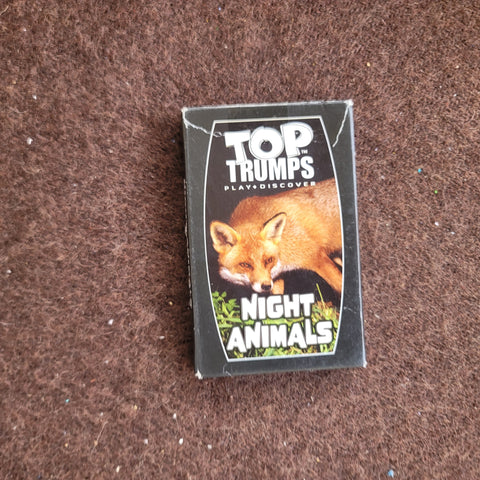 TOP
TRUMPS
PLAY+DISCOVER
NIGHT
ANIMALS